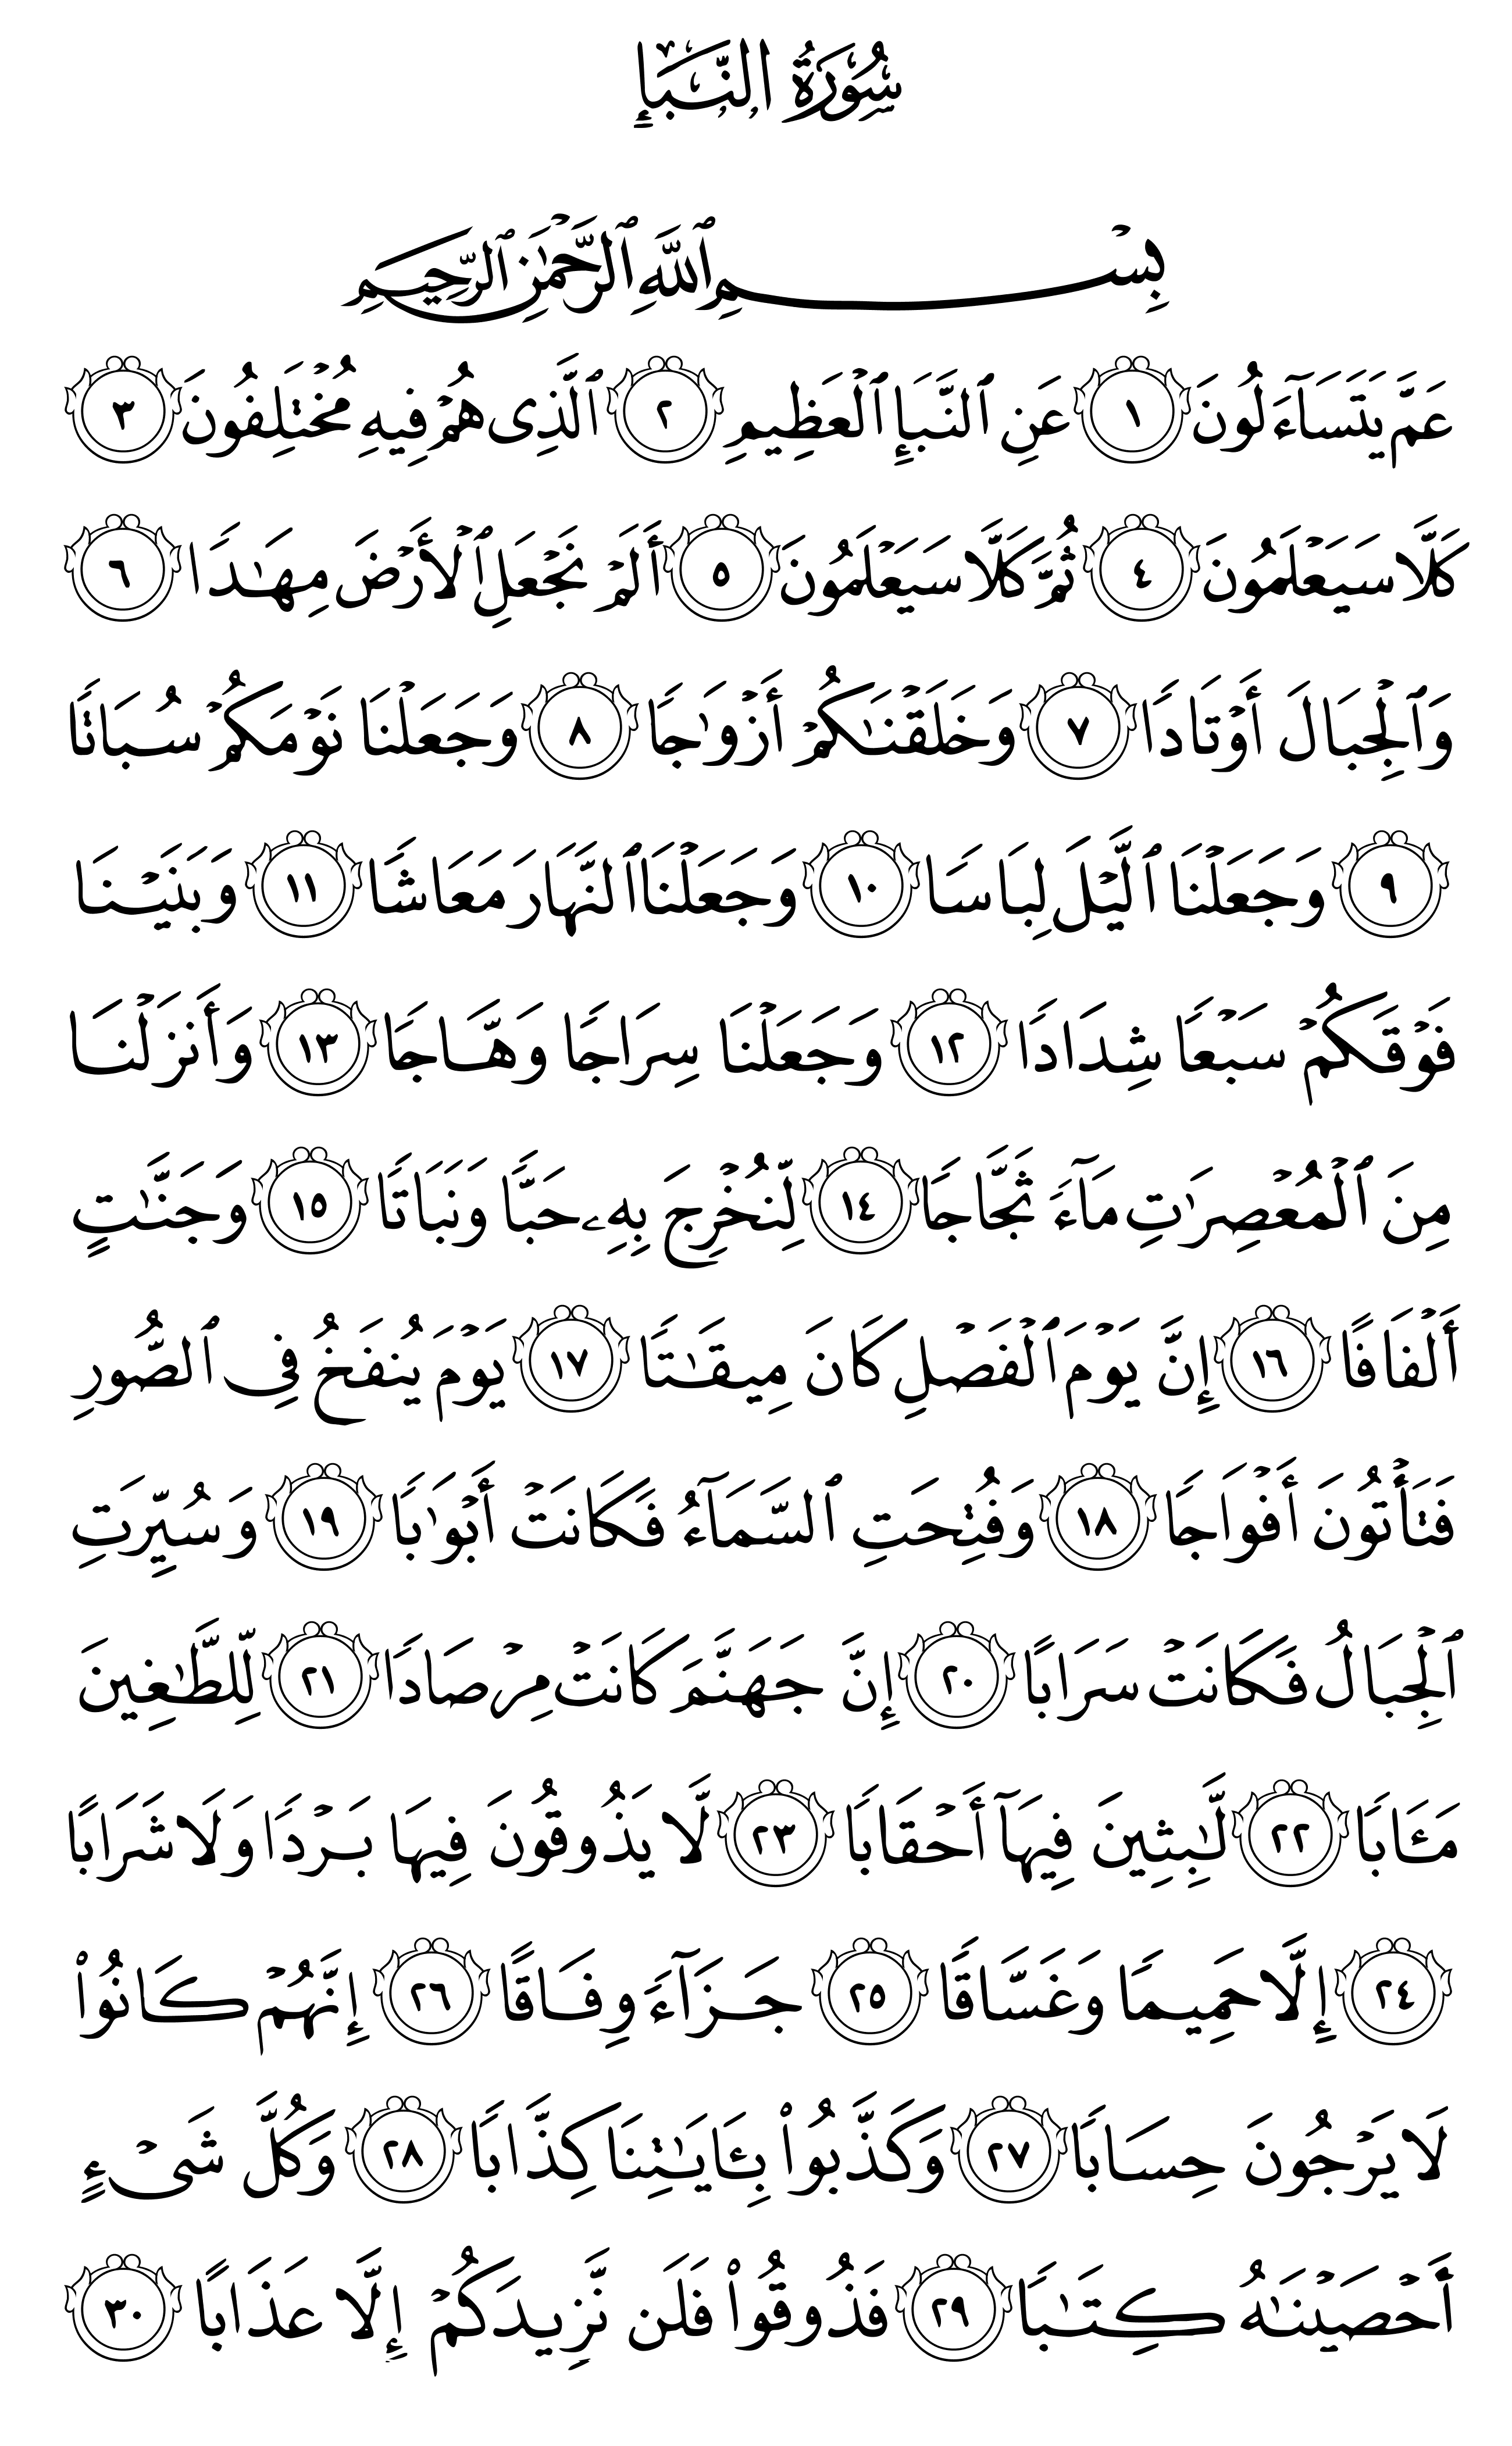 سُورَةُ النَّبَإِ
بِسْمِ ٱللَّهِ ٱلرَّحْمَٰنِ ٱلرَّحِيمِ
عَمَّ يَتَسَآءَلُونَ ١ عَنِ ٱلنَّبَإِ ٱلْعَظِيمِ ٢ ٱلَّذِى هُمْ فِيهِ مُخْتَلِفُونَ ٣
كَلَّا سَيَعْلَمُونَ ٤ ثُمَّ كَلَّا سَيَعْلَمُونَ ٥ أَلَمْ نَجْعَلِ ٱلْأَرْضَ مِهَٰدًا ٦
وَٱلْجِبَالَ أَوْتَادًا ٧ وَخَلَقْنَٰكُمْ أَزْوَٰجًا ٨ وَجَعَلْنَا نَوْمَكُمْ سُبَاتًا
٩ وَجَعَلْنَا ٱلَّيْلَ لِبَاسًا ١٠ وَجَعَلْنَا ٱلنَّهَارَ مَعَاشًا ١١ وَبَنَيْنَا
فَوْقَكُمْ سَبْعًا شِدَادًا ١٢ وَجَعَلْنَا سِرَاجًا وَهَّاجًا ١٣ وَأَنزَلْنَا
مِنَ ٱلْمُعْصِرَٰتِ مَآءً ثَجَّاجًا ١٤ لِّنُخْرِجَ بِهِۦ حَبًّا وَنَبَاتًا ١٥ وَجَنَّٰتٍ
أَلْفَافًا ١٦ إِنَّ يَوْمَ ٱلْفَصْلِ كَانَ مِيقَٰتًا ١٧ يَوْمَ يُنفَخُ فِى ٱلصُّورِ
فَتَأْتُونَ أَفْوَاجًا ١٨ وَفُتِحَتِ ٱلسَّمَآءُ فَكَانَتْ أَبْوَٰبًا ١٩ وَسُيِّرَتِ
ٱلْجِبَالُ فَكَانَتْ سَرَابًا ٢٠ إِنَّ جَهَنَّمَ كَانَتْ مِرْصَادًا ٢١ لِّلطَّٰغِينَ
مَـَٔابًا ٢٢ لَّٰبِثِينَ فِيهَآ أَحْقَابًا ٢٣ لَّا يَذُوقُونَ فِيهَا بَرْدًا وَلَا شَرَابًا
٢٤ إِلَّا حَمِيمًا وَغَسَّاقًا ٢٥ جَزَآءً وِفَاقًا ٢٦ إِنَّهُمْ كَانُوا۟
لَا يَرْجُونَ حِسَابًا ٢٧ وَكَذَّبُوا۟ بِـَٔايَٰتِنَا كِذَّابًا ٢٨ وَكُلَّ شَىْءٍ
أَحْصَيْنَٰهُ كِتَٰبًا ٢٩ فَذُوقُوا۟ فَلَن نَّزِيدَكُمْ إِلَّا عَذَابًا ٣٠